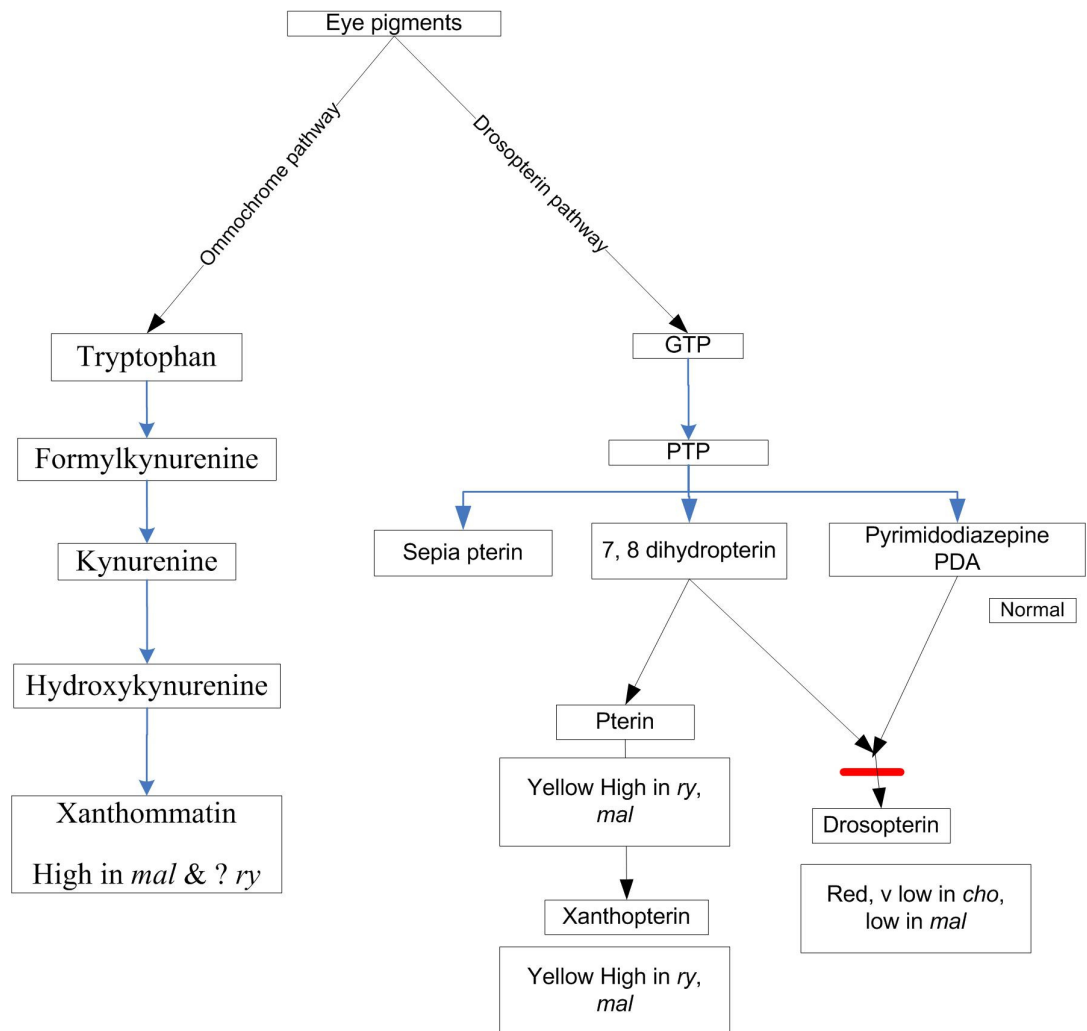 Eye pigments
Ommochrome pathway
Drosopterin pathway
Tryptophan
GTP
Formylkynurenine
PTP
Kynurenine
Sepia pterin
7, 8 dihydropterin
Pyrimidodiazepine
PDA
Normal
Hydroxykynurenine
Pterin
Yellow High in ry,
mal
Xanthommatin
High in mal & ? ry
Drosopterin
Red, v low in cho,
low in mal
Xanthopterin
Yellow High in ry,
mal